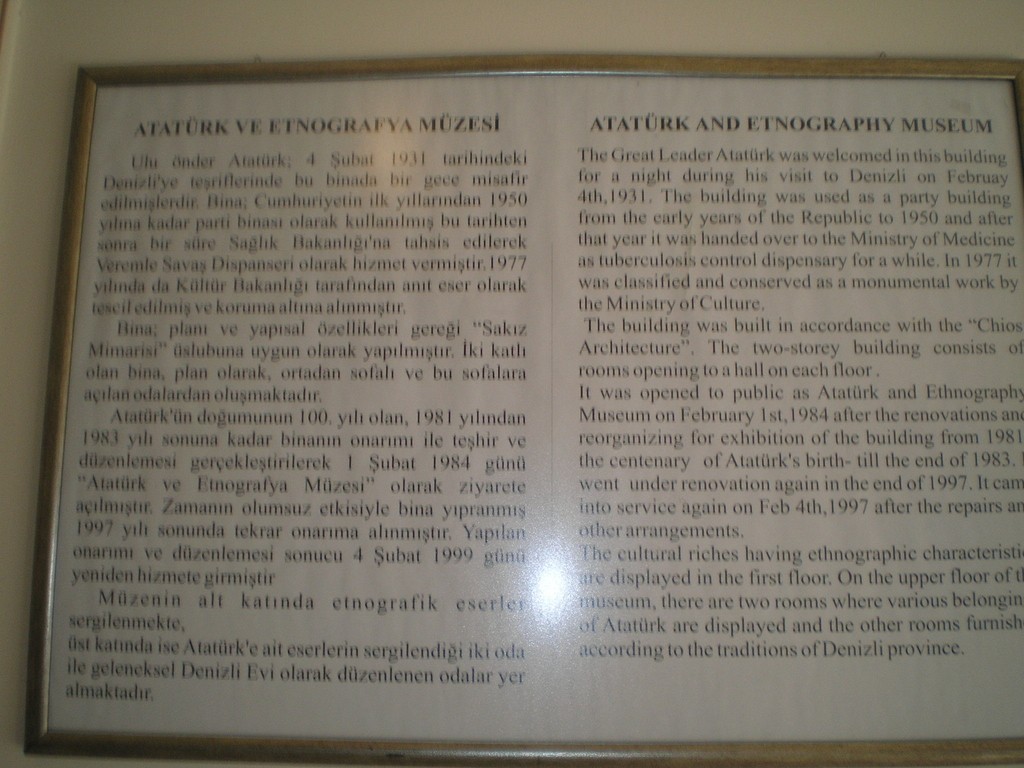 ATATÜRK VE ETNOGRAFYA MÜZESİ
Ulu önder Atatürk; 4 Şubat 1931 tarihindeki
Denizli'ye teşriflerinde bu binada bir gece misafir
edilmişlerdir. Bina; Cumhuriyetin ilk yıllarından 1950
yılına kadar parti binası olarak kullanılmış bu tarihten
sonra bir süre Sağlık Bakanlığı'na tahsis edilerek
Veremle Savaş Dispanseri olarak hizmet vermiştir.1977
yılında da Kültür Bakanlığı tarafından anıt eser olarak
tescil edilmiş ve koruma altına alınmıştır.
Bina; planı ve yapısal özellikleri gereği "Sakız
Mimarisi" üslubuna uygun olarak yapılmıştır. İki katlı
olan bina, plan olarak, ortadan sofalı ve bu sofalara
açılan odalardan oluşmaktadır.
Atatürk'ün doğumunun 100. yılı olan, 1981 yılından
1983 yılı sonuna kadar binanın onarımı ile teşhir ve
düzenlemesi gerçekleştirilerek 1 Şubat 1984 günü
"Atatürk ve Etnografya Müzesi" olarak ziyarete
açılmıştır. Zamanın olumsuz etkisiyle bina yıpranmış
1997 yılı sonunda tekrar onarıma alınmıştır. Yapılan
onarımı ve düzenlemesi sonucu 4 Şubat 1999 günü
yeniden hizmete girmiştir
Müzenin alt katında etnografik eserler
sergilenmekte,
üst katında ise Atatürk'e ait eserlerin sergilendiği iki oda
ile geleneksel Denizli Evi olarak düzenlenen odalar yer
almaktadır.
ATATÜRK AND ETNOGRAPHY MUSEUM
The Great Leader Atatürk was welcomed in this building
for a night during his visit to Denizli on Februay
4th,1931. The building was used as a party building
from the early years of the Republic to 1950 and after
that year it was handed over to the Ministry of Medicine
as tuberculosis control dispensary for a while. In 1977 it
was classified and conserved as a monumental work by
the Ministry of Culture.
The building was built in accordance with the "Chios
Architecture". The two-storey building consists of
rooms opening to a hall on each floor .
It was opened to public as Atatürk and Ethnography
Museum on February 1st,1984 after the renovations and
reorganizing for exhibition of the building from 1981
the centenary of Atatürk's birth- till the end of 1983.
went under renovation again in the end of 1997. It cam
into service again on Feb 4th,1997 after the repairs an
other arrangements.
The cultural riches having ethnographic characteristi
are displayed in the first floor. On the upper floor of t
museum, there are two rooms where various belongin
of Atatürk are displayed and the other rooms furnish
according to the traditions of Denizli province.